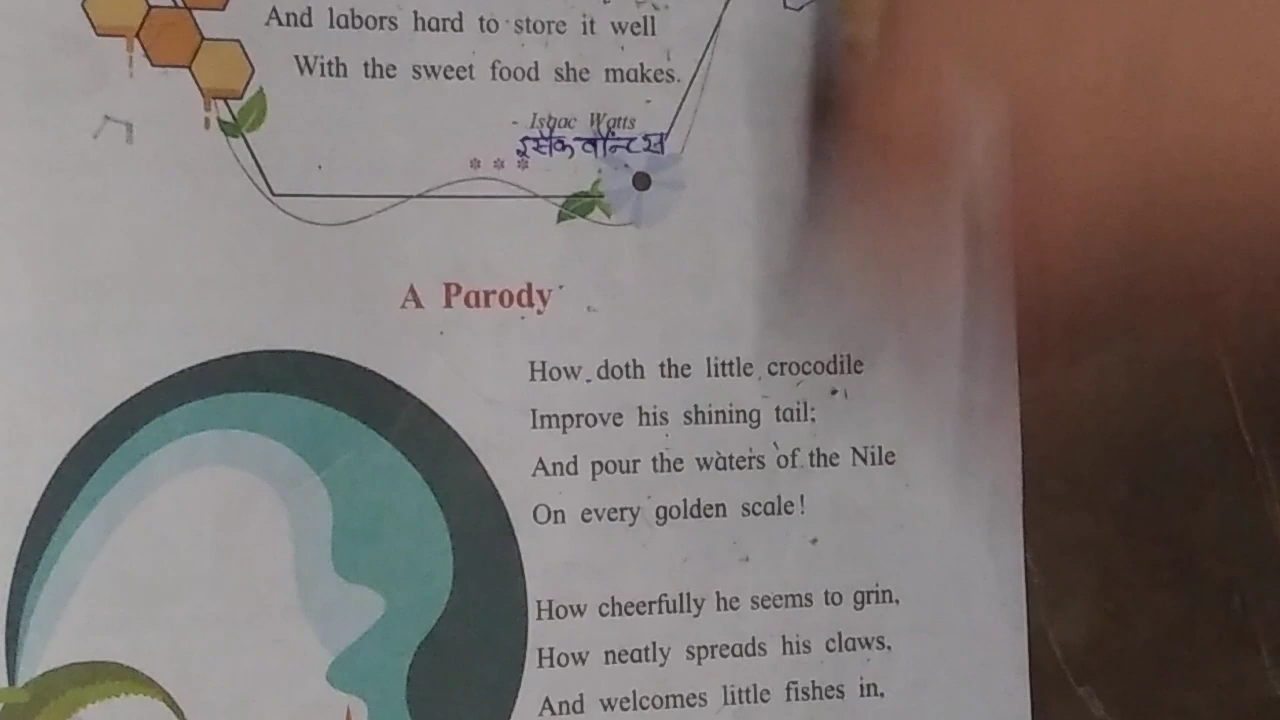 And labors hard to store it well
With the sweet food she makes.
- Isaac Watts
इसॅक वॉट्स
* * *
A Parody
How doth the little crocodile
Improve his shining tail;
And pour the waters of the Nile
On every golden scale!
How cheerfully he seems to grin,
How neatly spreads his claws,
And welcomes little fishes in,